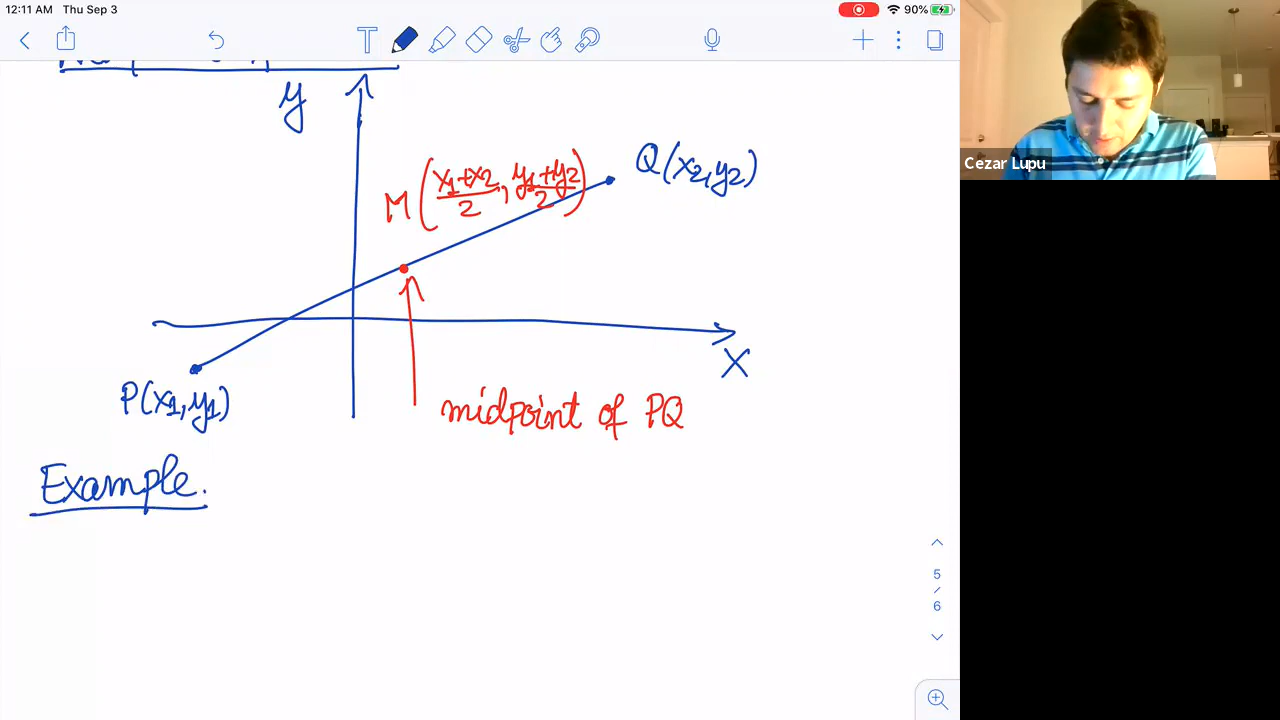 12:11 AM Thu Sep 3
90%
T
y
M(x1+x2/2, y1+y2/2)
Q(x2,y2)
Cezar Lupu
X
P(x1,y1)
midpoint of PQ
Example.
5
/
6